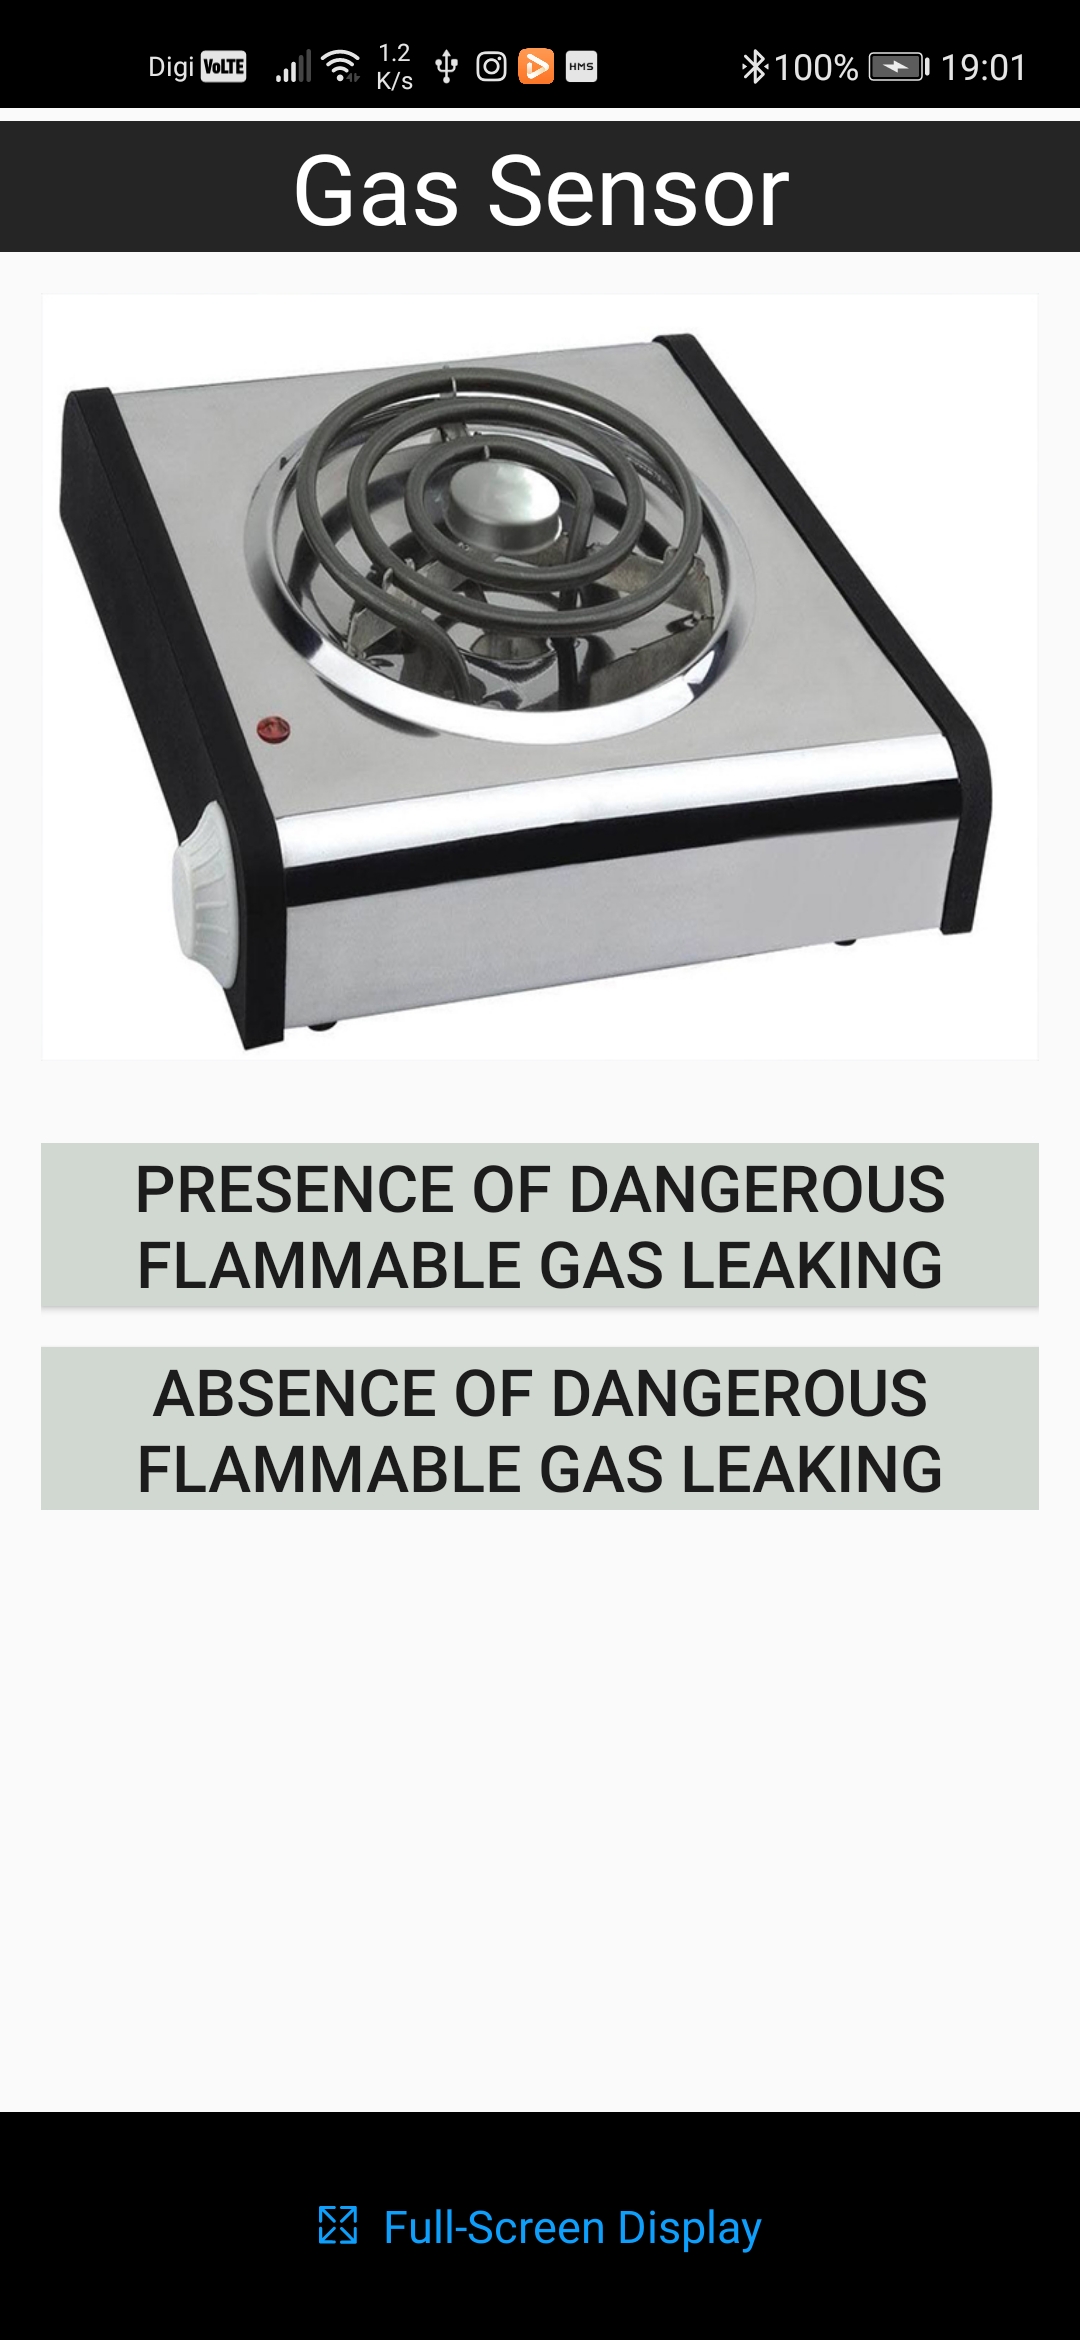 Digi VoLTE 1.2 K/s HMS 100% 19:01
Gas Sensor
PRESENCE OF DANGEROUS
FLAMMABLE GAS LEAKING
ABSENCE OF DANGEROUS
FLAMMABLE GAS LEAKING
Full-Screen Display